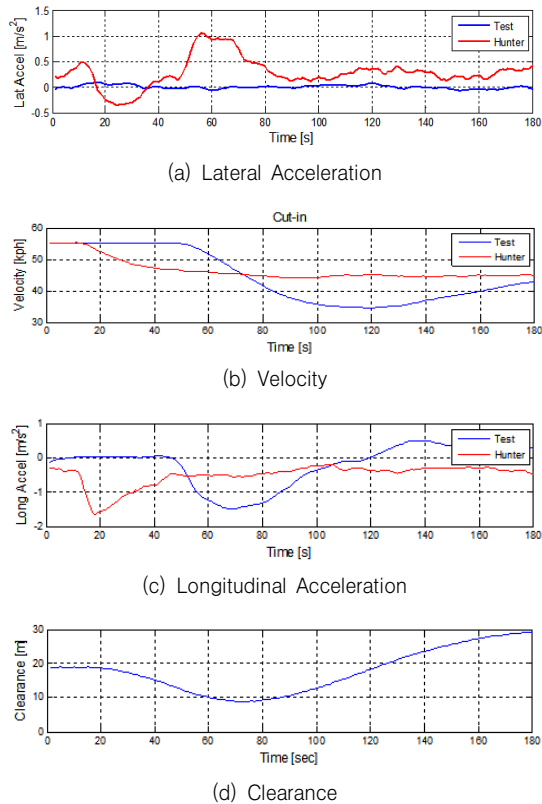 1.5
1
0.5
0
-0.5
Lat Accel [m/s²]
Test
Hunter
0 20 40 60 80 100 120 140 160 180
Time [s]
(a) Lateral Acceleration
Cut-in
60
50
40
30
Velocity [kph]
Test
Hunter
0 20 40 60 80 100 120 140 160 180
Time [s]
(b) Velocity
1
0
-1
-2
Long Accel [m/s²]
Test
Hunter
0 20 40 60 80 100 120 140 160 180
Time [s]
(c) Longitudinal Acceleration
30
20
10
0
Clearance [m]
0 20 40 60 80 100 120 140 160 180
Time [sec]
(d) Clearance